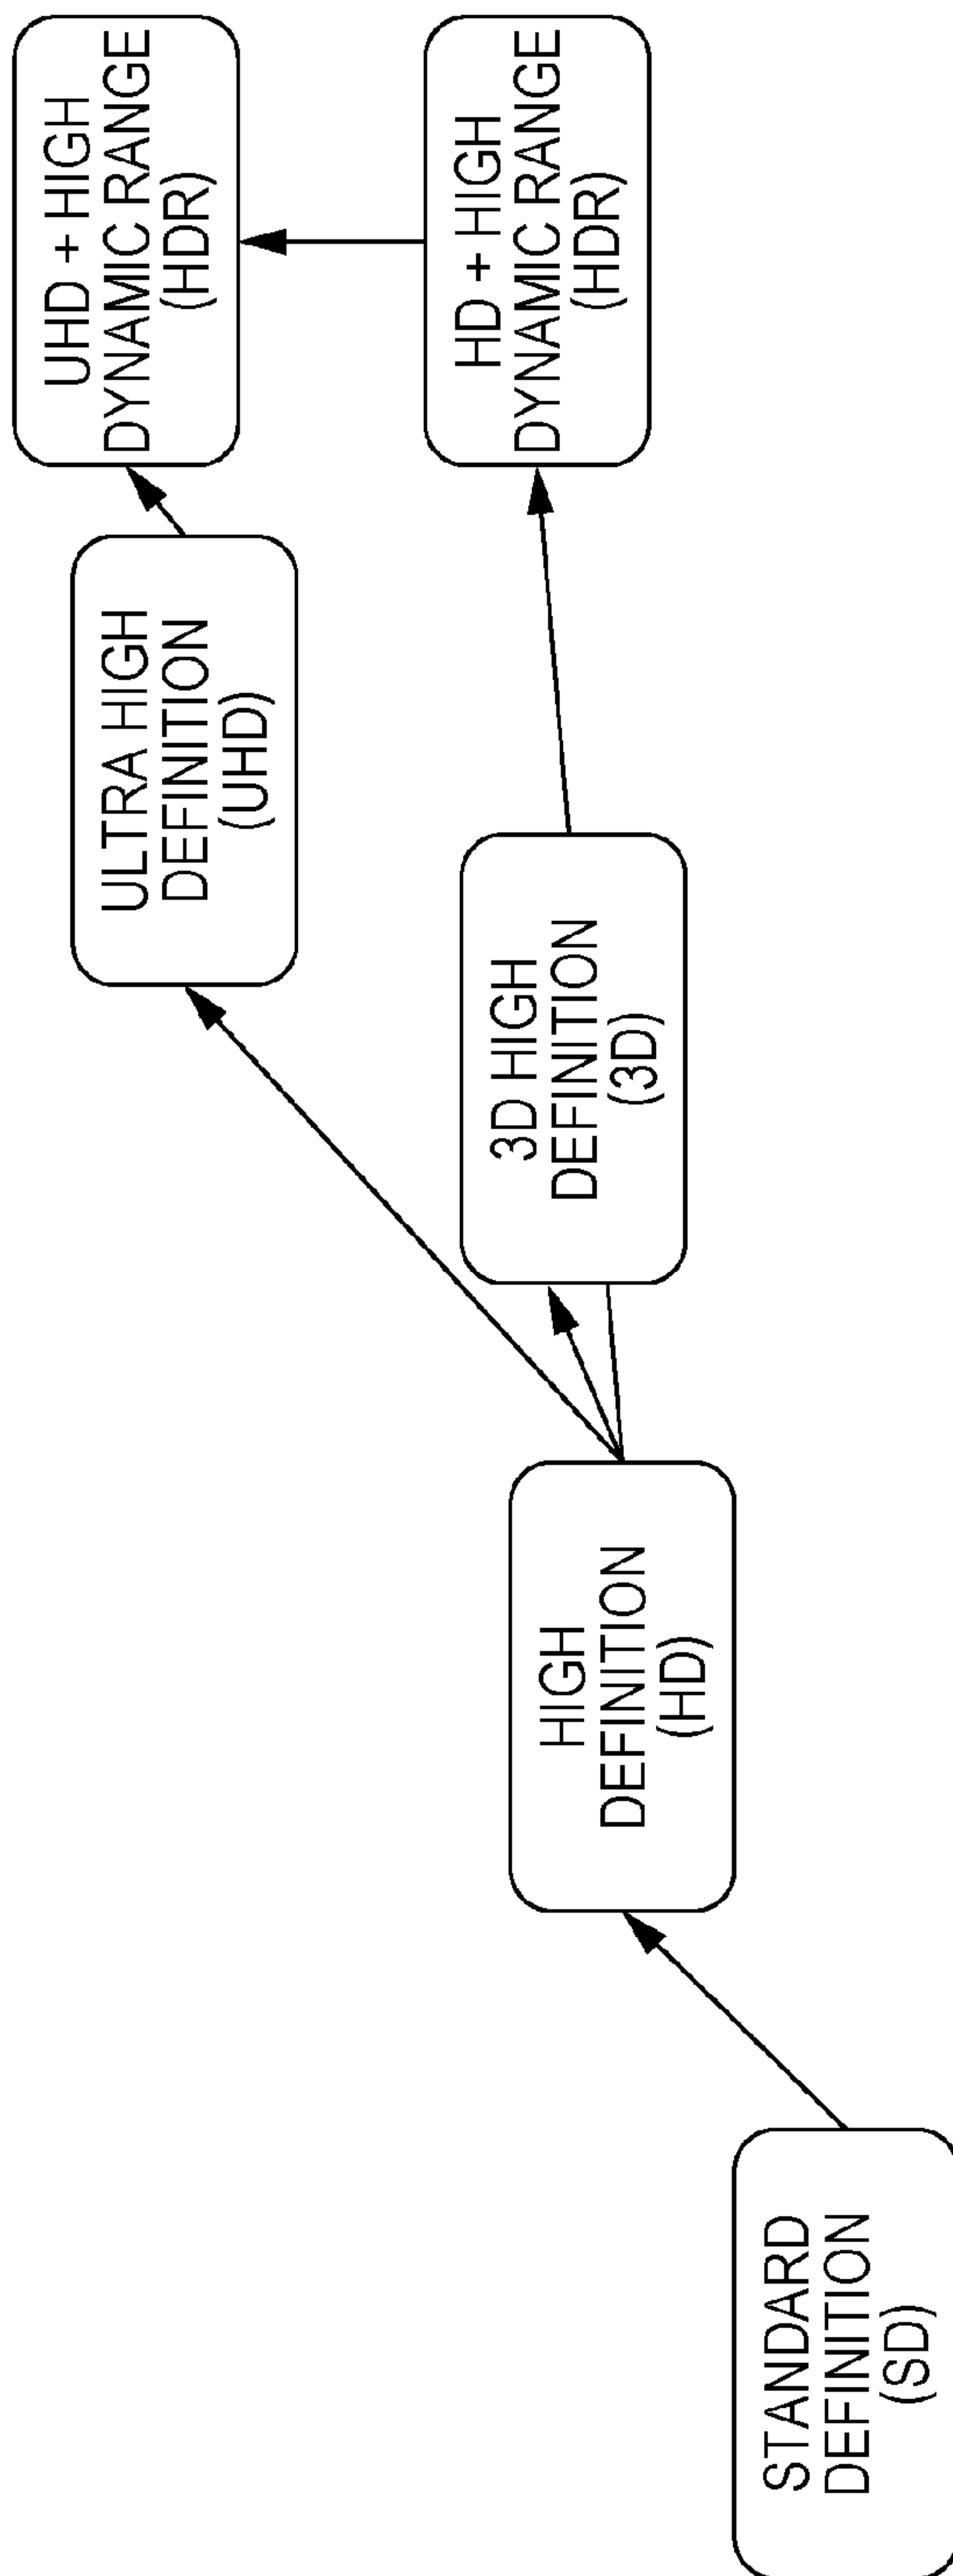 STANDARD
DEFINITION
(SD)
HIGH
DEFINITION
(HD)
3D HIGH
DEFINITION
(3D)
ULTRA HIGH
DEFINITION
(UHD)
UHD + HIGH
DYNAMIC RANGE
(HDR)
HD + HIGH
DYNAMIC RANGE
(HDR)